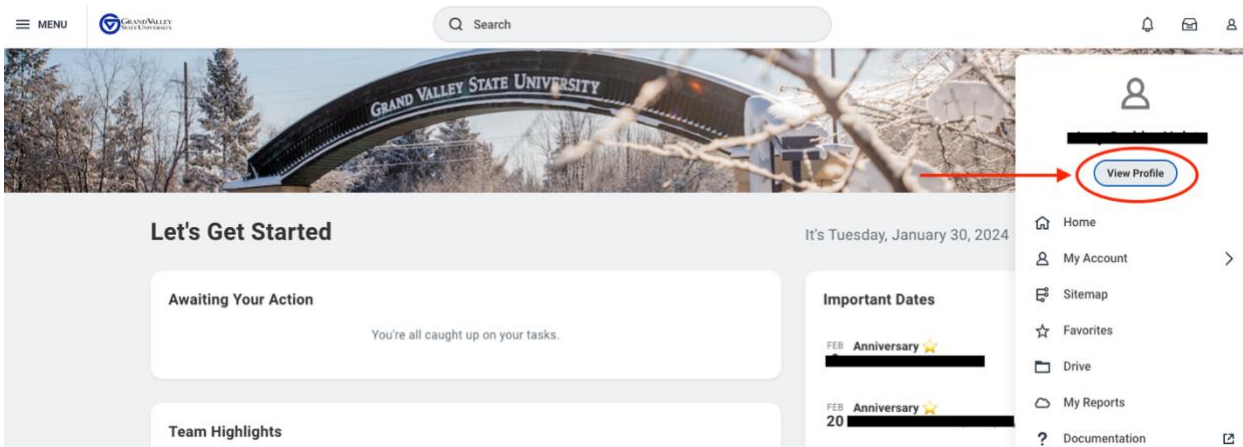 MENU
GRAND VALLEY
STATE UNIVERSITY
Search
GRAND VALLEY STATE UNIVERSITY
View Profile
Let's Get Started
It's Tuesday, January 30, 2024
Home
My Account
Sitemap
Favorites
Drive
My Reports
Documentation
Awaiting Your Action
You're all caught up on your tasks.
Important Dates
FEB Anniversary ⭐
FEB Anniversary ⭐
20
Team Highlights